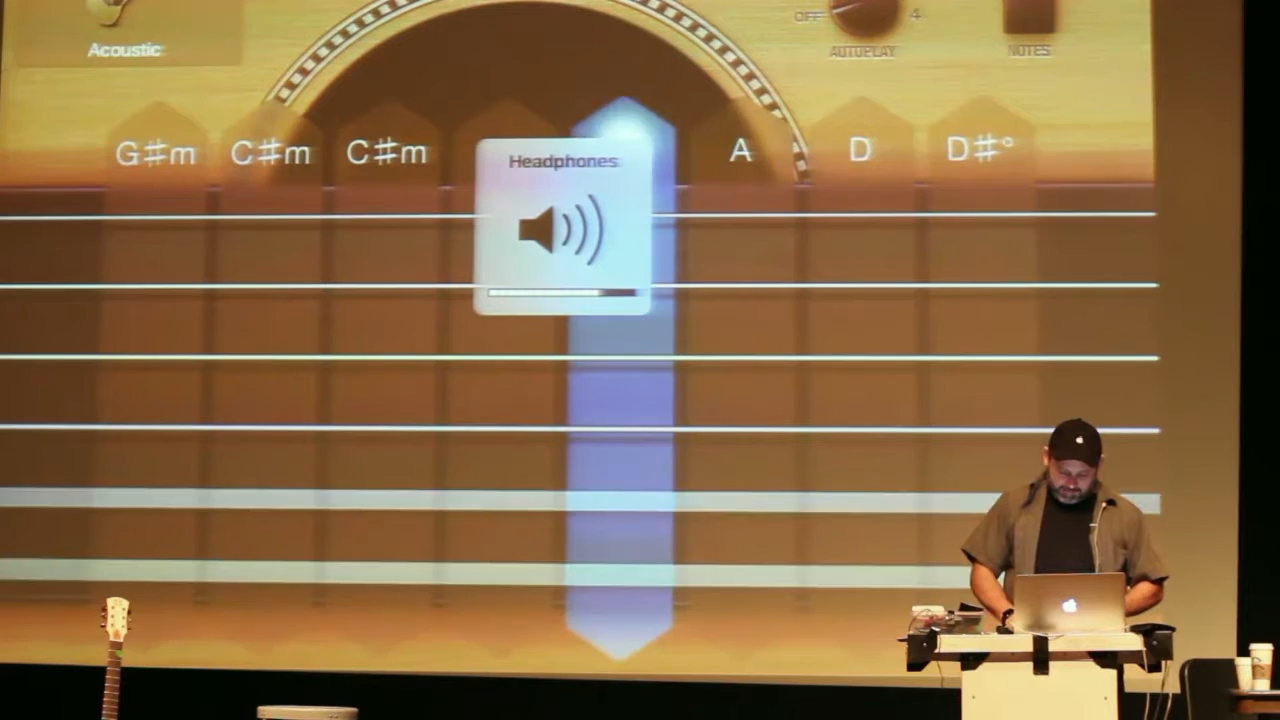 Acoustic
OFF 4
AUTOPLAY
NOTES
G♯m C♯m C♯m A D D♯°
Headphones